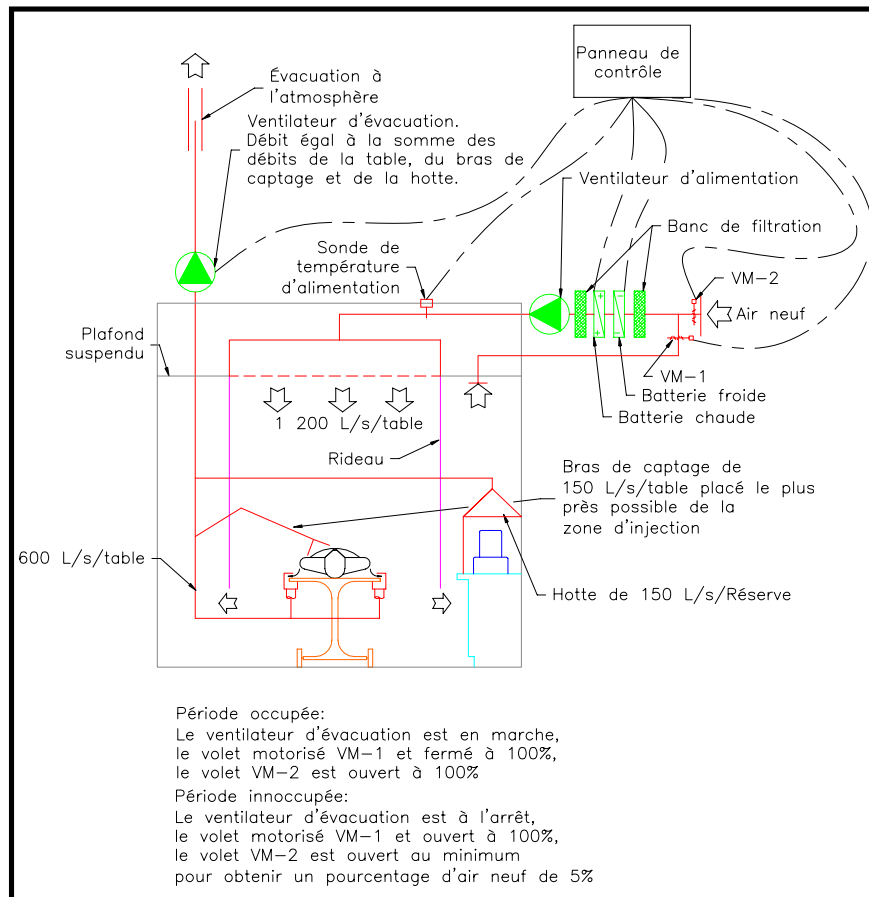 Panneau de
contrôle
Évacuation à
l'atmosphère
Ventilateur d'évacuation.
Débit égal à la somme des
débits de la table, du bras de
captage et de la hotte.
Ventilateur d'alimentation
Banc de filtration
Sonde de
température
d'alimentation
VM-2
Air neuf
Plafond
suspendu
VM-1
Batterie froide
Batterie chaude
1 200 L/s/table
Rideau
Bras de captage de
150 L/s/table placé le plus
près possible de la
zone d'injection
600 L/s/table
Hotte de 150 L/s/Réserve
Période occupée:
Le ventilateur d'évacuation est en marche,
le volet motorisé VM-1 et fermé à 100%,
le volet VM-2 est ouvert à 100%
Période innoccupée:
Le ventilateur d'évacuation est à l'arrêt,
le volet motorisé VM-1 et ouvert à 100%,
le volet VM-2 est ouvert au minimum
pour obtenir un pourcentage d'air neuf de 5%